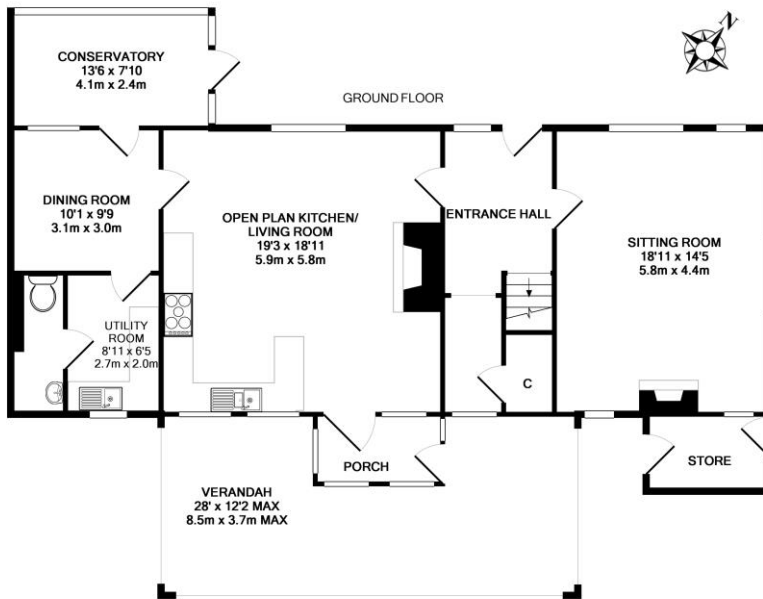 CONSERVATORY
13'6 x 7'10
4.1m x 2.4m
N
GROUND FLOOR
DINING ROOM
10'1 x 9'9
3.1m x 3.0m
OPEN PLAN KITCHEN/
LIVING ROOM
19'3 x 18'11
5.9m x 5.8m
ENTRANCE HALL
SITTING ROOM
18'11 x 14'5
5.8m x 4.4m
UTILITY
ROOM
8'11 x 6'5
2.7m x 2.0m
C
PORCH
STORE
VERANDAH
28' x 12'2 MAX
8.5m x 3.7m MAX